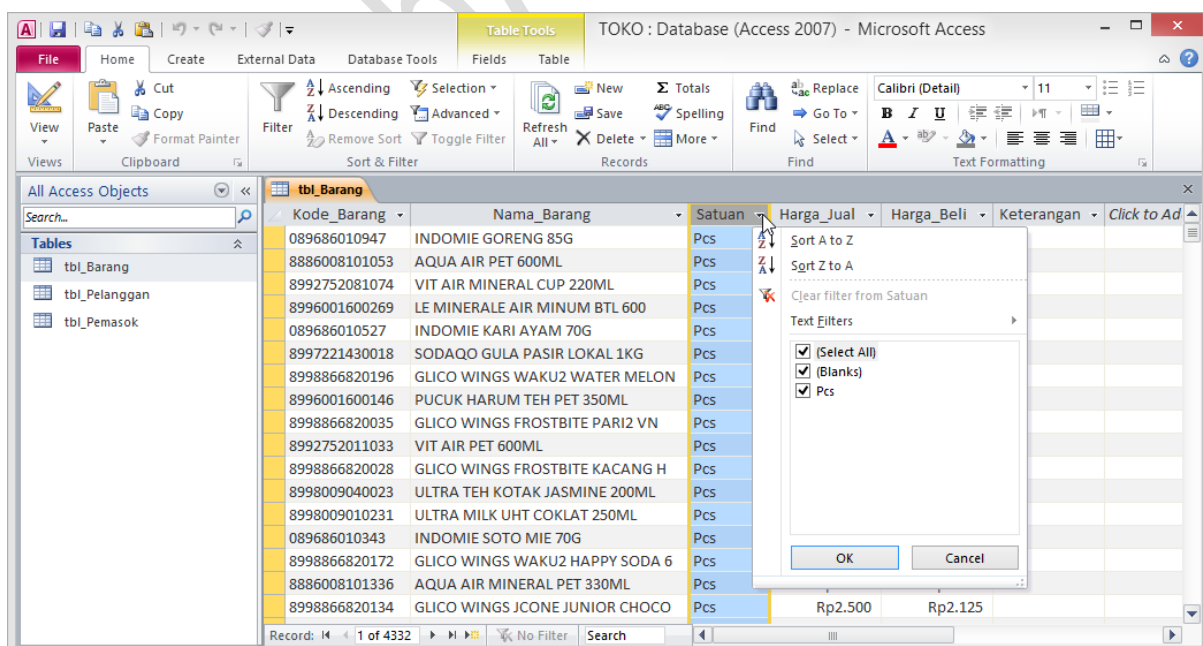 TOKO : Database (Access 2007) - Microsoft Access
Table Tools
File Home Create External Data Database Tools Fields Table
View
Views
Paste
Cut
Copy
Format Painter
Clipboard
Filter
Ascending
Descending
Remove Sort
Selection
Advanced
Toggle Filter
Sort & Filter
Refresh All
New
Save
Delete
Totals
Spelling
More
Records
Find
Replace
Go To
Select
Find
Calibri (Detail) 11
B I U
Text Formatting
All Access Objects
Search...
Tables
tbl_Barang
tbl_Pelanggan
tbl_Pemasok
tbl_Barang
Kode_Barang Nama_Barang Satuan Harga_Jual Harga_Beli Keterangan Click to Ad
089686010947 INDOMIE GORENG 85G Pcs
8886008101053 AQUA AIR PET 600ML Pcs
8992752081074 VIT AIR MINERAL CUP 220ML Pcs
8996001600269 LE MINERALE AIR MINUM BTL 600 Pcs
089686010527 INDOMIE KARI AYAM 70G Pcs
8997221430018 SODAQO GULA PASIR LOKAL 1KG Pcs
8998866820196 GLICO WINGS WAKU2 WATER MELON Pcs
8996001600146 PUCUK HARUM TEH PET 350ML Pcs
8998866820035 GLICO WINGS FROSTBITE PARI2 VN Pcs
8992752011033 VIT AIR PET 600ML Pcs
8998866820028 GLICO WINGS FROSTBITE KACANG H Pcs
8998009040023 ULTRA TEH KOTAK JASMINE 200ML Pcs
8998009010231 ULTRA MILK UHT COKLAT 250ML Pcs
089686010343 INDOMIE SOTO MIE 70G Pcs
8998866820172 GLICO WINGS WAKU2 HAPPY SODA 6 Pcs
8886008101336 AQUA AIR MINERAL PET 330ML Pcs
8998866820134 GLICO WINGS JCONE JUNIOR CHOCO Pcs Rp2.500 Rp2.125
Sort A to Z
Sort Z to A
Clear filter from Satuan
Text Filters
(Select All)
(Blanks)
Pcs
OK Cancel
Record: 1 of 4332 No Filter Search